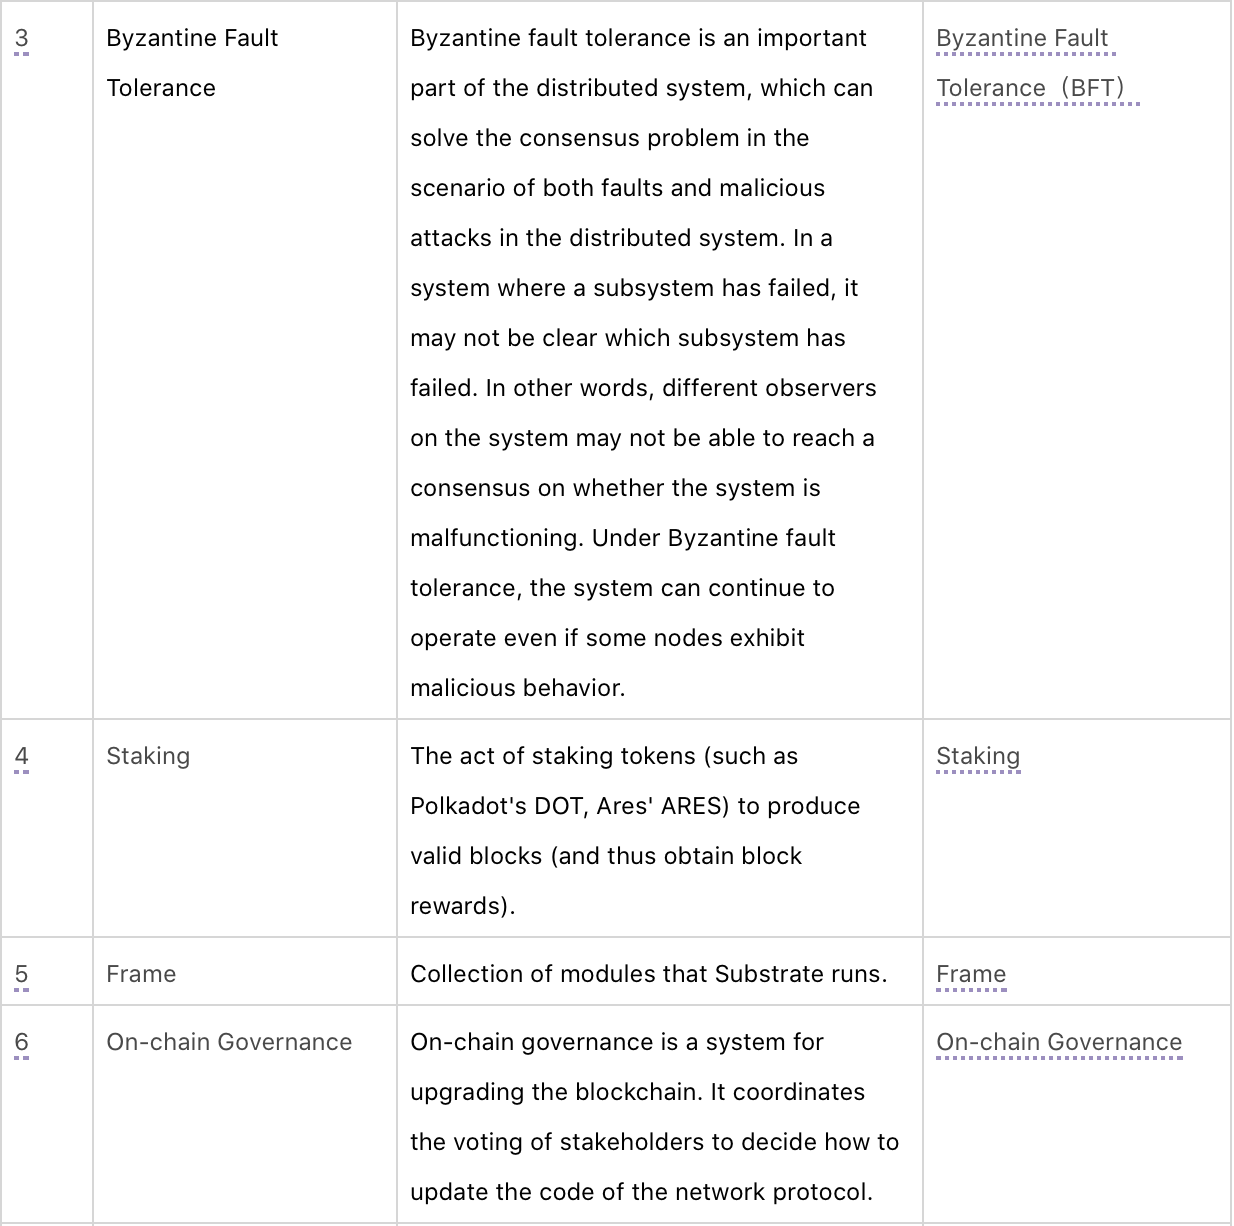 3
Byzantine Fault
Tolerance
Byzantine fault tolerance is an important
part of the distributed system, which can
solve the consensus problem in the
scenario of both faults and malicious
attacks in the distributed system. In a
system where a subsystem has failed, it
may not be clear which subsystem has
failed. In other words, different observers
on the system may not be able to reach a
consensus on whether the system is
malfunctioning. Under Byzantine fault
tolerance, the system can continue to
operate even if some nodes exhibit
malicious behavior.
Byzantine Fault
Tolerance（BFT）
4
Staking
The act of staking tokens (such as
Polkadot's DOT, Ares' ARES) to produce
valid blocks (and thus obtain block
rewards).
Staking
5
Frame
Collection of modules that Substrate runs.
Frame
6
On-chain Governance
On-chain governance is a system for
upgrading the blockchain. It coordinates
the voting of stakeholders to decide how to
update the code of the network protocol.
On-chain Governance